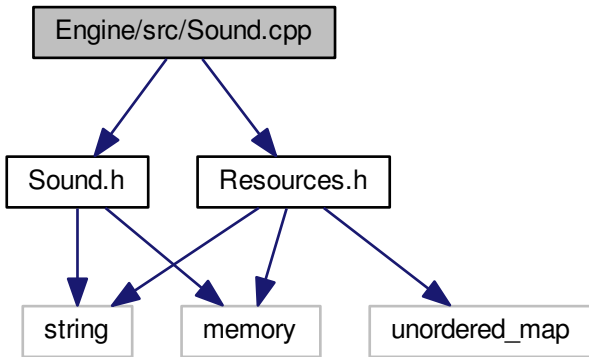 Engine/src/Sound.cpp
Sound.h
Resources.h
string
memory
unordered_map